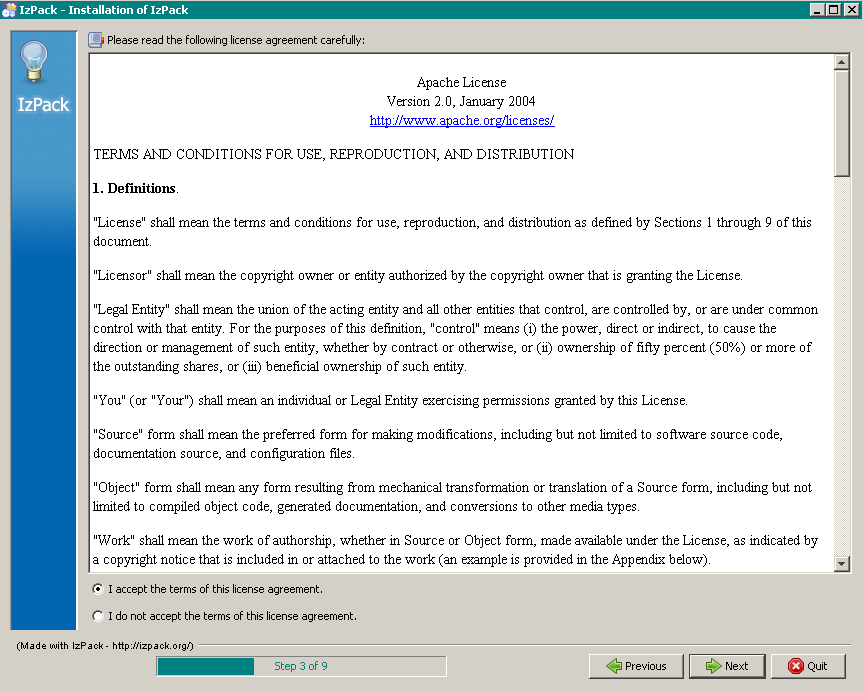 IzPack - Installation of IzPack
IzPack
Please read the following license agreement carefully:
Apache License
Version 2.0, January 2004
http://www.apache.org/licenses/
TERMS AND CONDITIONS FOR USE, REPRODUCTION, AND DISTRIBUTION
1. Definitions.
"License" shall mean the terms and conditions for use, reproduction, and distribution as defined by Sections 1 through 9 of this
document.
"Licensor" shall mean the copyright owner or entity authorized by the copyright owner that is granting the License.
"Legal Entity" shall mean the union of the acting entity and all other entities that control, are controlled by, or are under common
control with that entity. For the purposes of this definition, "control" means (i) the power, direct or indirect, to cause the
direction or management of such entity, whether by contract or otherwise, or (ii) ownership of fifty percent (50%) or more of
the outstanding shares, or (iii) beneficial ownership of such entity.
"You" (or "Your") shall mean an individual or Legal Entity exercising permissions granted by this License.
"Source" form shall mean the preferred form for making modifications, including but not limited to software source code,
documentation source, and configuration files.
"Object" form shall mean any form resulting from mechanical transformation or translation of a Source form, including but not
limited to compiled object code, generated documentation, and conversions to other media types.
"Work" shall mean the work of authorship, whether in Source or Object form, made available under the License, as indicated by
a copyright notice that is included in or attached to the work (an example is provided in the Appendix below).
I accept the terms of this license agreement.
I do not accept the terms of this license agreement.
(Made with IzPack - http://izpack.org/)
Step 3 of 9
Previous
Next
Quit